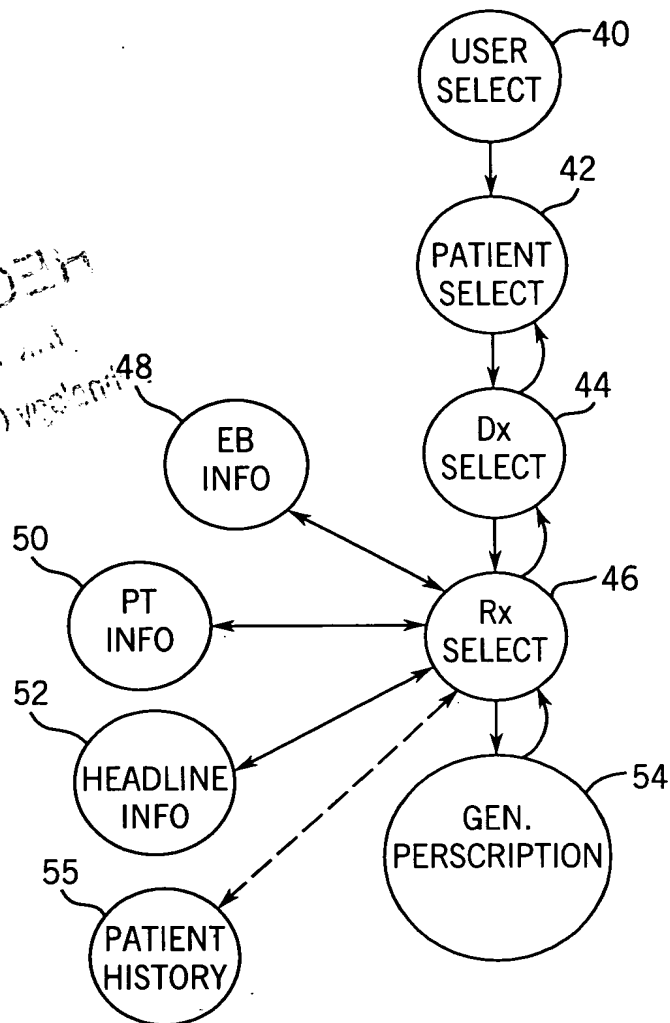 USER
SELECT
40
PATIENT
SELECT
42
Dx
SELECT
44
EB
INFO
48
PT
INFO
50
Rx
SELECT
46
HEADLINE
INFO
52
GEN.
PERSCRIPTION
54
PATIENT
HISTORY
55